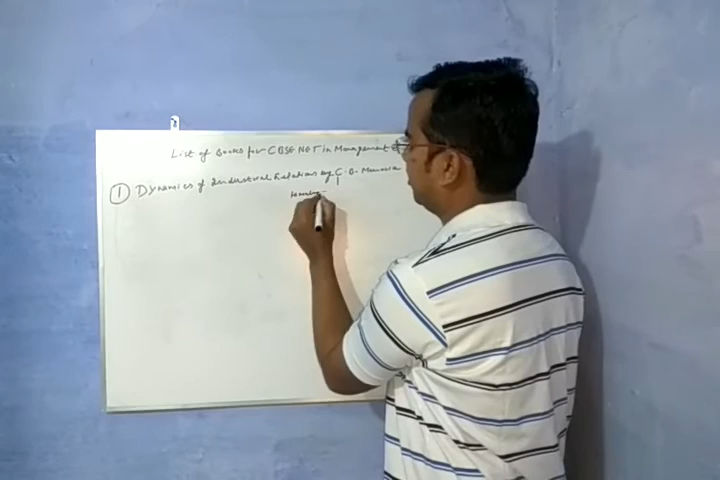 List of Books for CBSE NET in Management
① Dynamics of Industrial Relations by C.B. Mamoria